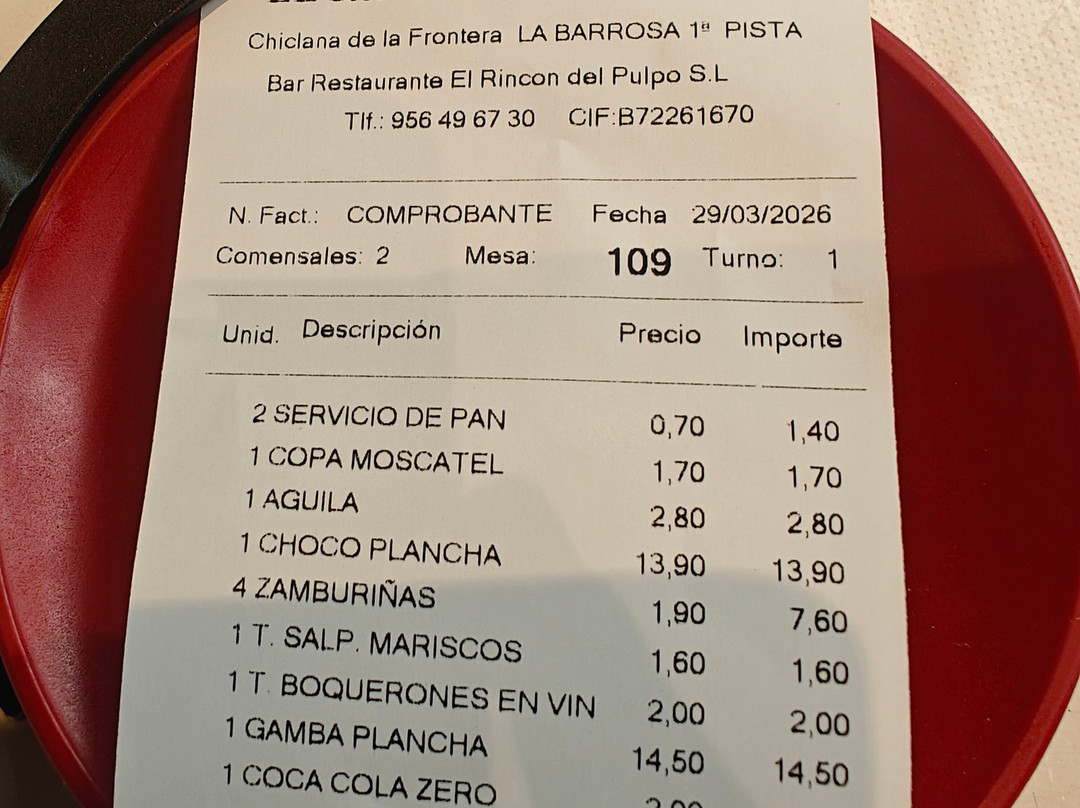 Chiclana de la Frontera LA BARROSA 1ª PISTA
Bar Restaurante El Rincon del Pulpo S.L
Tlf.: 956 49 67 30 CIF:B72261670
N. Fact.: COMPROBANTE Fecha 29/03/2026
Comensales: 2 Mesa: 109 Turno: 1
Unid. Descripción Precio Importe
2 SERVICIO DE PAN 0,70 1,40
1 COPA MOSCATEL 1,70 1,70
1 AGUILA 2,80 2,80
1 CHOCO PLANCHA 13,90 13,90
4 ZAMBURIÑAS 1,90 7,60
1 T. SALP. MARISCOS 1,60 1,60
1 T. BOQUERONES EN VIN 2,00 2,00
1 GAMBA PLANCHA 14,50 14,50
1 COCA COLA ZERO